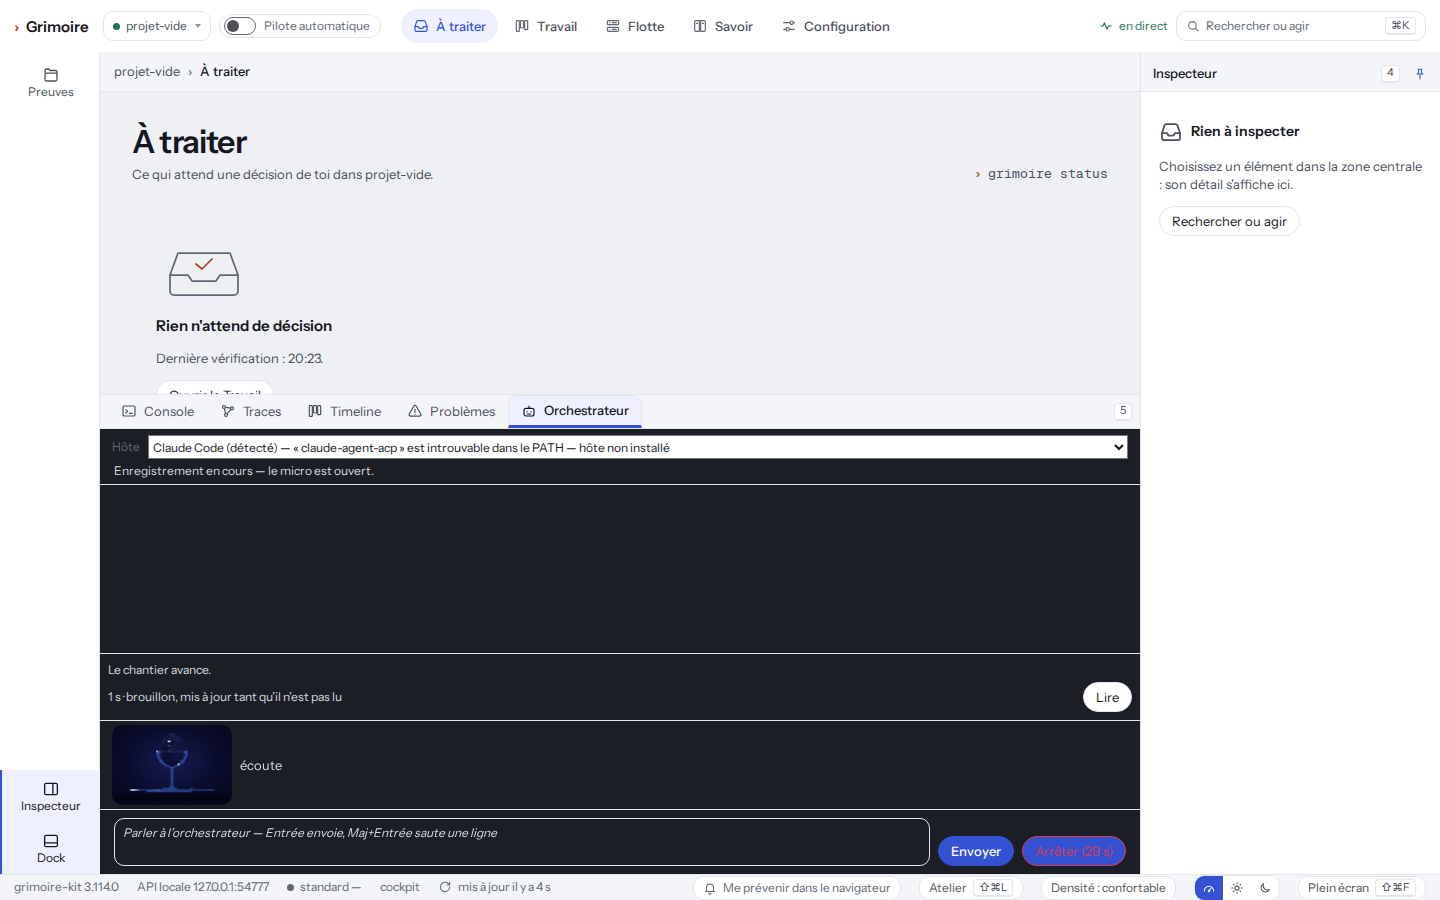 › Grimoire
projet-vide
Pilote automatique
À traiter
Travail
Flotte
Savoir
Configuration
en direct
Rechercher ou agir
⌘K
Preuves
projet-vide › À traiter
Inspecteur
4
À traiter
Ce qui attend une décision de toi dans projet-vide.
› grimoire status
Rien à inspecter
Choisissez un élément dans la zone centrale
: son détail s'affiche ici.
Rechercher ou agir
Rien n'attend de décision
Dernière vérification : 20:23.
Ouvrir le Travail
Console
Traces
Timeline
Problèmes
Orchestrateur
5
Hôte
Claude Code (détecté) — « claude-agent-acp » est introuvable dans le PATH — hôte non installé
Enregistrement en cours — le micro est ouvert.
Le chantier avance.
1 s · brouillon, mis à jour tant qu'il n'est pas lu
Lire
écoute
Parler à l'orchestrateur — Entrée envoie, Maj+Entrée saute une ligne
Envoyer
Arrêter (29 s)
Inspecteur
Dock
grimoire-kit 3.114.0
API locale 127.0.0.1:54777
standard —
cockpit
mis à jour il y a 4 s
Me prévenir dans le navigateur
Atelier ⇧⌘L
Densité : confortable
Plein écran ⇧⌘F